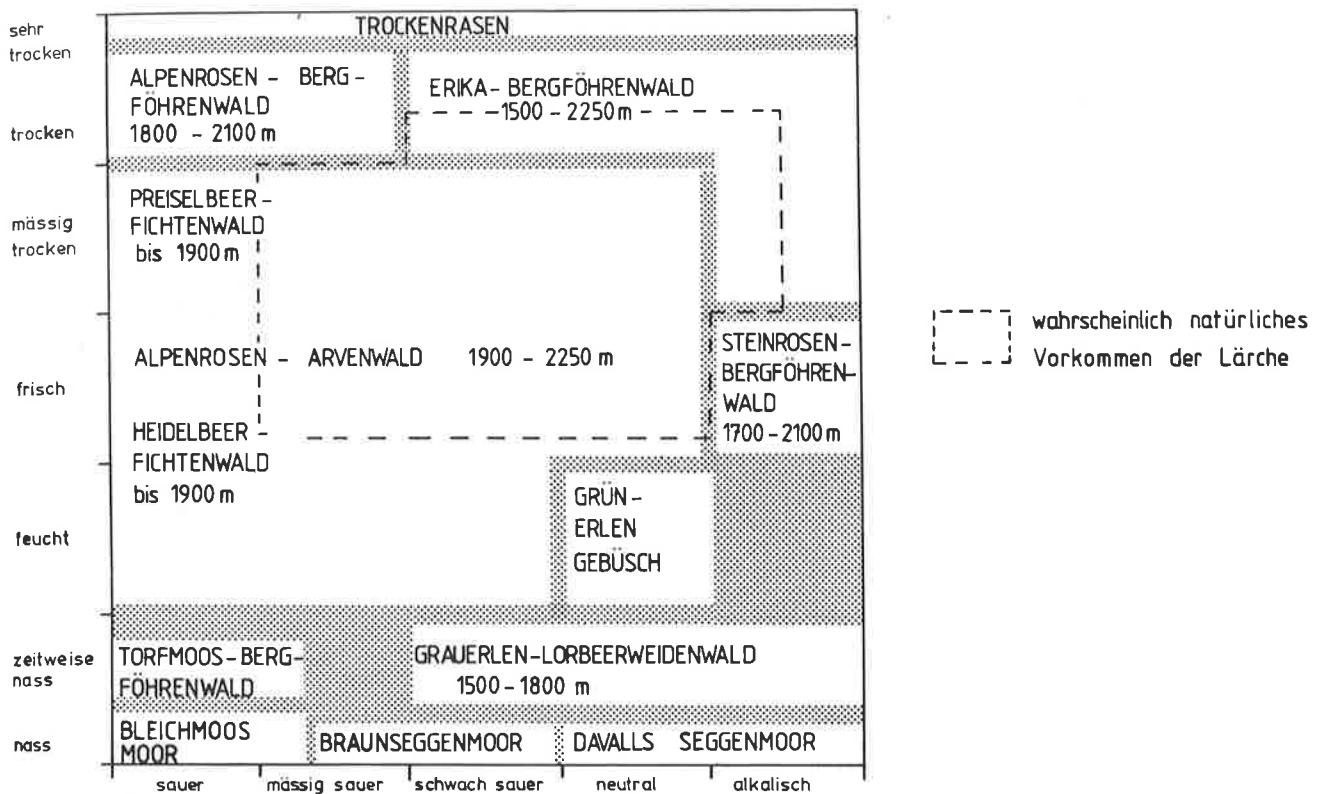 sehr
trocken
TROCKENRASEN
ALPENROSEN - BERG-
FÖHRENWALD
1800 - 2100 m
ERIKA - BERGFÖHRENWALD
1500 - 2250 m
trocken
PREISELBEER -
FICHTENWALD
bis 1900 m
mässig
trocken
wahrscheinlich natürliches
Vorkommen der Lärche
STEINROSEN-
BERGFÖHREN-
WALD
1700 - 2100 m
ALPENROSEN - ARVENWALD 1900 - 2250 m
frisch
HEIDELBEER -
FICHTENWALD
bis 1900 m
GRÜN -
ERLEN
GEBÜSCH
feucht
zeitweise
nass
TORFMOOS - BERG-
FÖHRENWALD
GRAUERLEN-LORBEERWEIDENWALD
1500 - 1800 m
nass
BLEICHMOOS
MOOR
BRAUNSEGGENMOOR
DAVALLS SEGGENMOOR
sauer mässig sauer schwach sauer neutral alkalisch